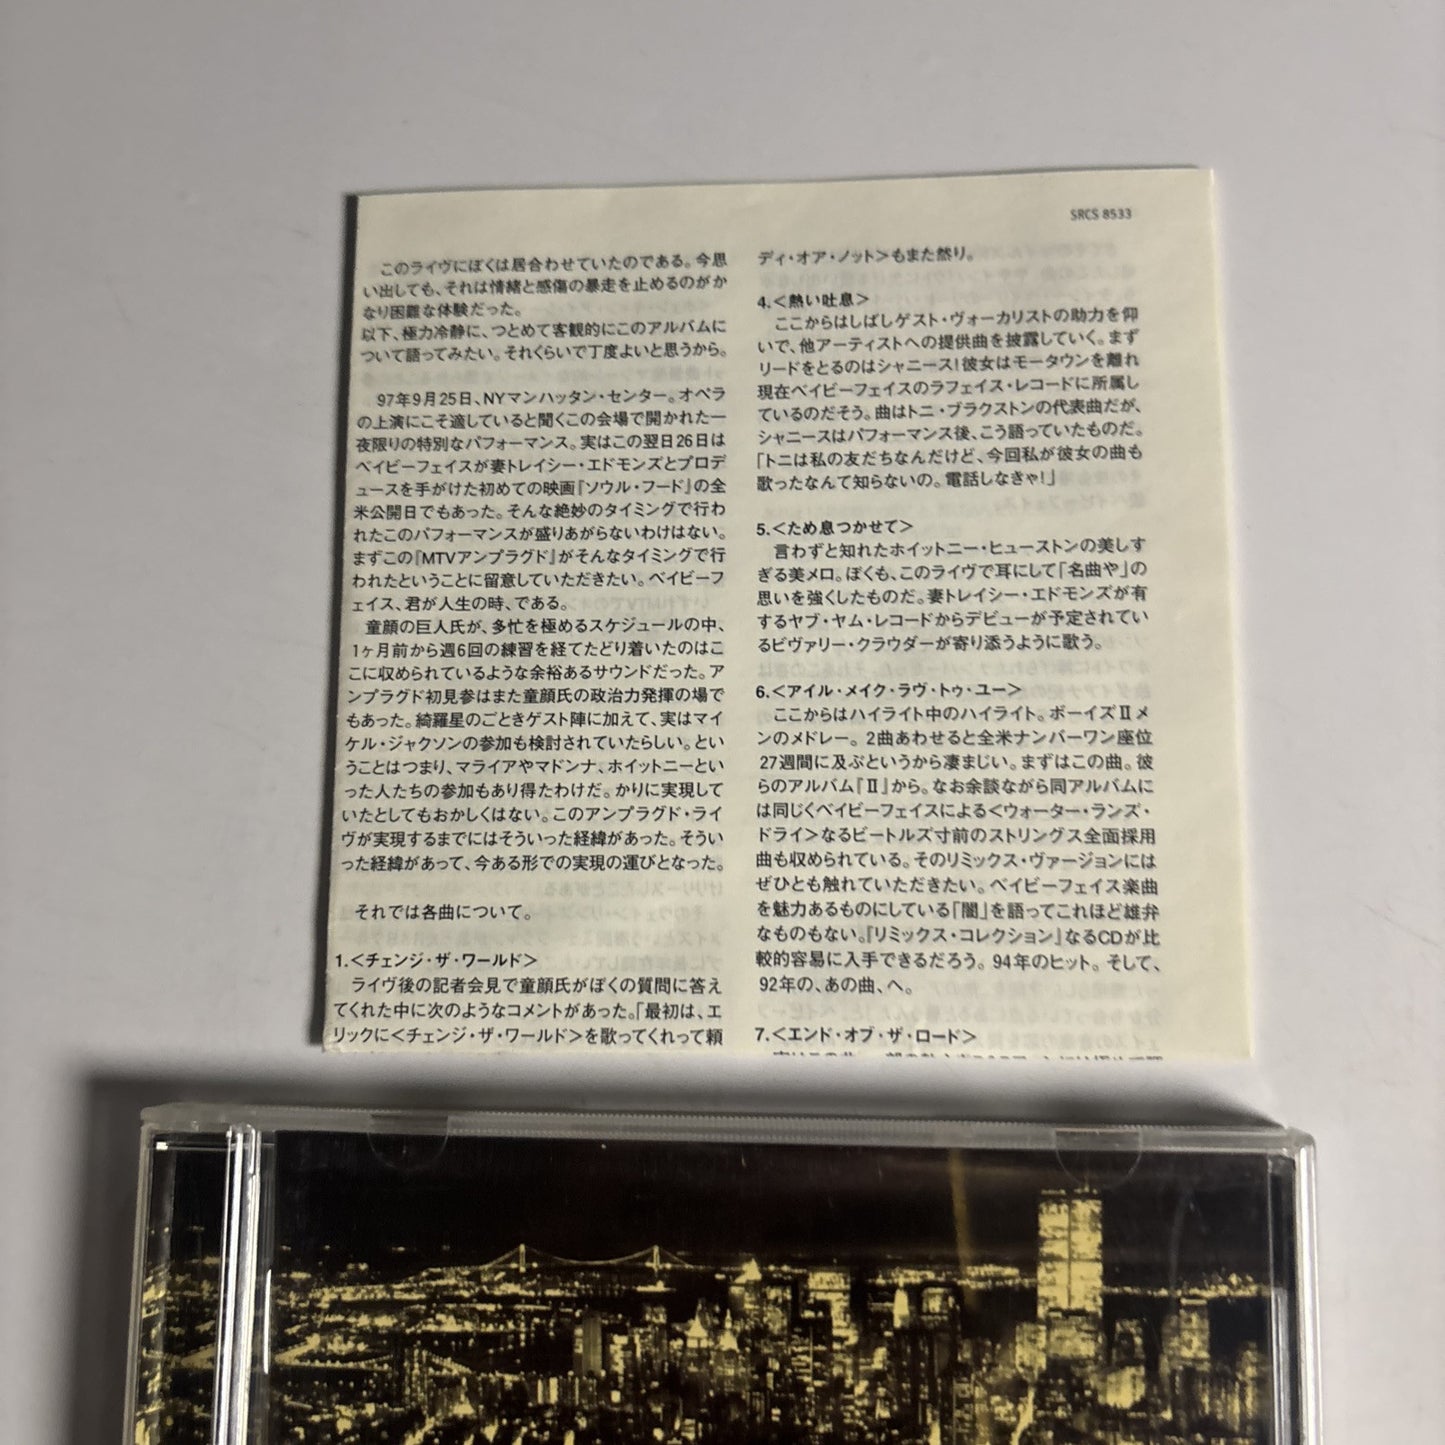 SRCS 8533
このライヴにぼくは居合わせていたのである。今思
い出しても、それは情緒と感傷の暴走を止めるのがか
なり困難な体験だった。
以下、極力冷静に、つとめて客観的にこのアルバムに
ついて語ってみたい。それくらいで丁度よいと思うから。
97年9月25日、NYマンハッタン・センター。オペラ
の上演にこそ適していると聞くこの会場で開かれた一
夜限りの特別なパフォーマンス。実はこの翌日26日は
ベイビーフェイスが妻トレイシー・エドモンズとプロデ
ュースを手がけた初めての映画『ソウル・フード』の全
米公開日でもあった。そんな絶妙のタイミングで行わ
れたこのパフォーマンスが盛りあがらないわけはない。
まずこの『MTVアンプラグド』がそんなタイミングで行
われたということに留意していただきたい。ベイビーフ
ェイス、君が人生の時、である。
童顔の巨人氏が、多忙を極めるスケジュールの中、
1ヶ月前から週6回の練習を経てたどり着いたのはこ
こに収められているような余裕あるサウンドだった。ア
ンプラグド初見参はまた童顔氏の政治力発揮の場で
もあった。綺羅星のごときゲスト陣に加えて、実はマイ
ケル・ジャクソンの参加も検討されていたらしい。とい
うことはつまり、マライアやマドンナ、ホイットニーとい
った人たちの参加もあり得たわけだ。かりに実現して
いたとしてもおかしくはない。このアンプラグド・ライ
ヴが実現するまでにはそういった経緯があった。そうい
った経緯があって、今ある形での実現の運びとなった。
それでは各曲について。
1.<チェンジ・ザ・ワールド>
ライヴ後の記者会見で童顔氏がぼくの質問に答え
てくれた中に次のようなコメントがあった。「最初は、エ
リックに<チェンジ・ザ・ワールド>を歌ってくれって頼
ディ・オア・ノット>もまた然り。
4.<熱い吐息>
ここからはしばしゲスト・ヴォーカリストの助力を仰
いで、他アーティストへの提供曲を披露していく。まず
リードをとるのはシャニース!彼女はモータウンを離れ
現在ベイビーフェイスのラフェイス・レコードに所属し
ているのだそう。曲はトニ・ブラクストンの代表曲だが、
シャニースはパフォーマンス後、こう語っていたものだ。
「トニは私の友だちなんだけど、今回私が彼女の曲も
歌ったなんて知らないの。電話しなきゃ!」
5.<ため息つかせて>
言わずと知れたホイットニー・ヒューストンの美しす
ぎる美メロ。ぼくも、このライヴで耳にして「名曲や」の
思いを強くしたものだ。妻トレイシー・エドモンズが有
するヤブ・ヤム・レコードからデビューが予定されてい
るビヴァリー・クラウダーが寄り添うように歌う。
6.<アイル・メイク・ラヴ・トゥ・ユー>
ここからはハイライト中のハイライト。ボーイズⅡメ
ンのメドレー。2曲あわせると全米ナンバーワン座位
27週間に及ぶというから凄まじい。まずはこの曲。彼
らのアルバム『Ⅱ』から。なお余談ながら同アルバムに
は同じくベイビーフェイスによる<ウォーター・ランズ・
ドライ>なるビートルズ寸前のストリングス全面採用
曲も収められている。そのリミックス・ヴァージョンには
ぜひとも触れていただきたい。ベイビーフェイス楽曲
を魅力あるものにしている「闇」を語ってこれほど雄弁
なものもない。『リミックス・コレクション』なるCDが比
較的容易に入手できるだろう。94年のヒット。そして、
92年の、あの曲、へ。
7.<エンド・オブ・ザ・ロード>